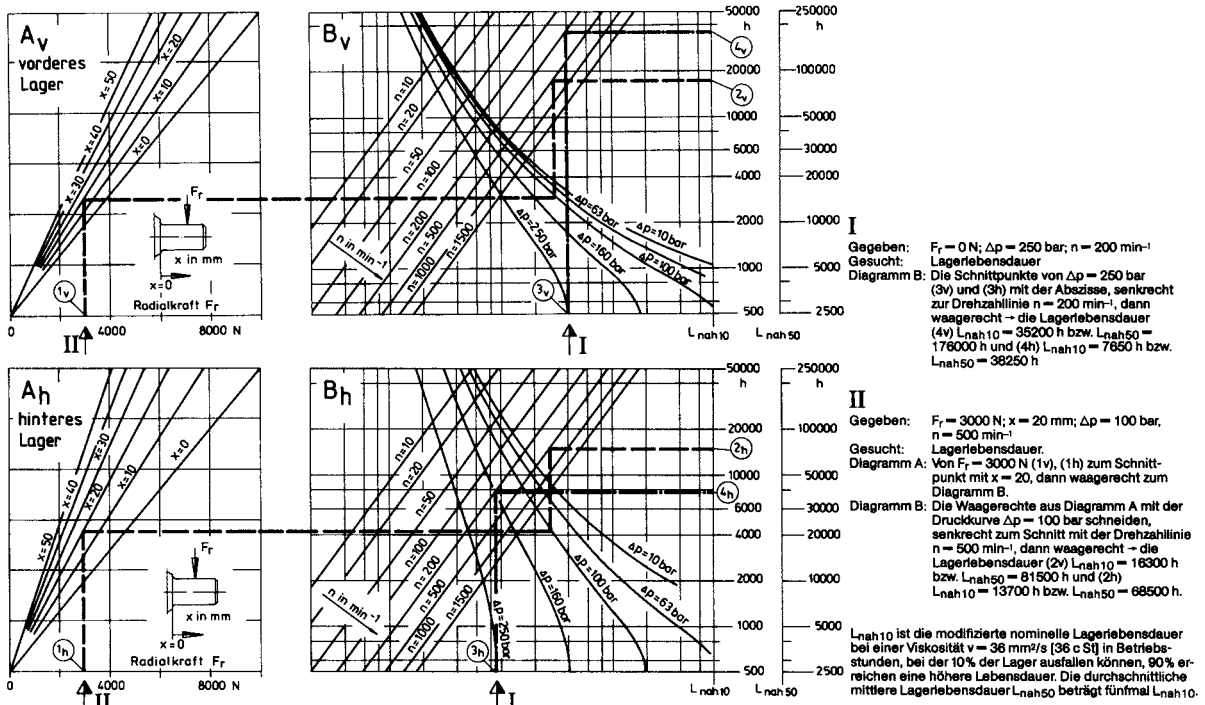 Av
vorderes
Lager
x=50
x=40
x=30
x=20
x=10
x=0
Fr
x in mm
x=0
Radialkraft Fr
1v
0 4000 8000 N
II
Bv
n=10
n=20
n=50
n=100
n=200
n=500
n=1000
n=1500
n in min⁻¹
Δp=250 bar
Δp=160 bar
Δp=100 bar
Δp=63 bar
Δp=10 bar
4v
2v
3v
I
50000 250000
h h
20000 100000
10000 50000
6000
4000
2000 10000
1000 5000
500 2500
Lnah10 Lnah50
Ah
hinteres
Lager
x=50
x=40
x=30
x=20
x=10
x=0
Fr
x in mm
x=0
Radialkraft Fr
1h
0 4000 8000 N
II
Bh
n=10
n=20
n=50
n=100
n=200
n=500
n=1000
n=1500
n in min⁻¹
Δp=250 bar
Δp=160 bar
Δp=100 bar
Δp=63 bar
Δp=10 bar
2h
4h
3h
I
50000 250000
h h
20000 100000
10000 50000
6000
4000
2000 10000
1000 5000
500 2500
Lnah10 Lnah50
I
Gegeben: Fr = 0 N; Δp = 250 bar; n = 200 min⁻¹
Gesucht: Lagerlebensdauer
Diagramm B: Die Schnittpunkte von Δp = 250 bar
(3v) und (3h) mit der Abszisse, senkrecht
zur Drehzahllinie n = 200 min⁻¹, dann
waagerecht → die Lagerlebensdauer
(4v) Lnah10 = 35200 h bzw. Lnah50 =
176000 h und (4h) Lnah10 = 7650 h bzw.
Lnah50 = 38250 h
II
Gegeben: Fr = 3000 N; x = 20 mm; Δp = 100 bar,
n = 500 min⁻¹
Gesucht: Lagerlebensdauer.
Diagramm A: Von Fr = 3000 N (1v), (1h) zum Schnitt-
punkt mit x = 20, dann waagerecht zum
Diagramm B.
Diagramm B: Die Waagerechte aus Diagramm A mit der
Druckkurve Δp = 100 bar schneiden,
senkrecht zum Schnitt mit der Drehzahllinie
n = 500 min⁻¹, dann waagerecht → die
Lagerlebensdauer (2v) Lnah10 = 16300 h
bzw. Lnah50 = 81500 h und (2h)
Lnah10 = 13700 h bzw. Lnah50 = 68500 h.
Lnah10 ist die modifizierte nominelle Lagerlebensdauer
bei einer Viskosität v = 36 mm²/s [36 c St] in Betriebs-
stunden, bei der 10% der Lager ausfallen können, 90% er-
reichen eine höhere Lebensdauer. Die durchschnittliche
mittlere Lagerlebensdauer Lnah50 beträgt fünfmal Lnah10.